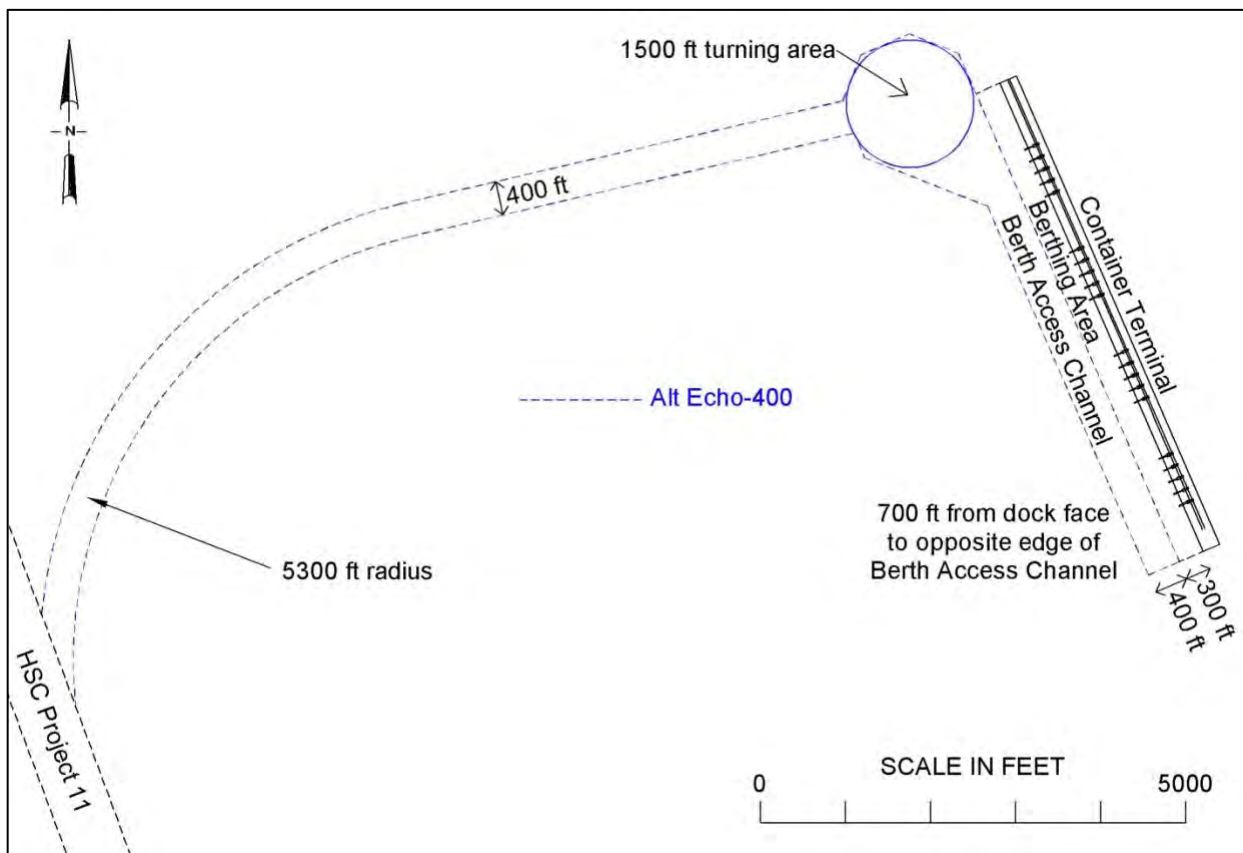 1500 ft turning area
N
400 ft
Container Terminal
Berthing Area
Berth Access Channel
Alt Echo-400
700 ft from dock face
to opposite edge of
Berth Access Channel
5300 ft radius
300 ft
400 ft
HSC Project 11
SCALE IN FEET
0
5000